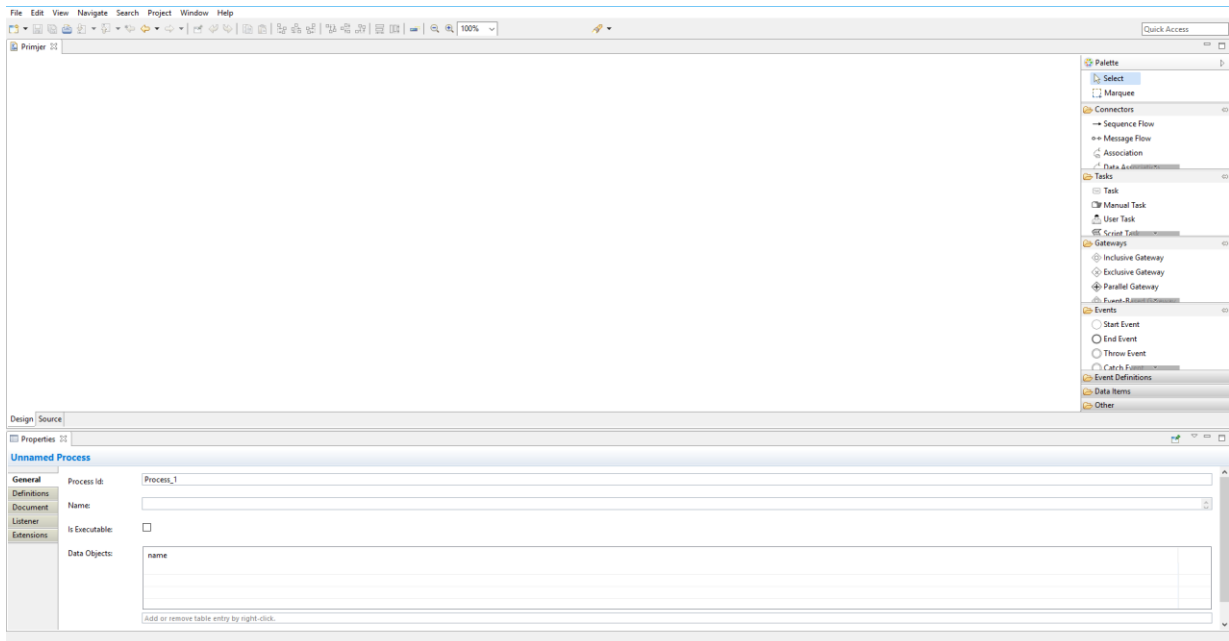 File Edit View Navigate Search Project Window Help
100%
Quick Access
Primjer
Palette
Select
Marquee
Connectors
Sequence Flow
Message Flow
Association
Tasks
Task
Manual Task
User Task
Script Task
Gateways
Inclusive Gateway
Exclusive Gateway
Parallel Gateway
Events
Start Event
End Event
Throw Event
Event Definitions
Data Items
Other
Design Source
Properties
Unnamed Process
General
Definitions
Document
Listener
Extensions
Process Id: Process_1
Name:
Is Executable:
Data Objects: name
Add or remove table entry by right-click.